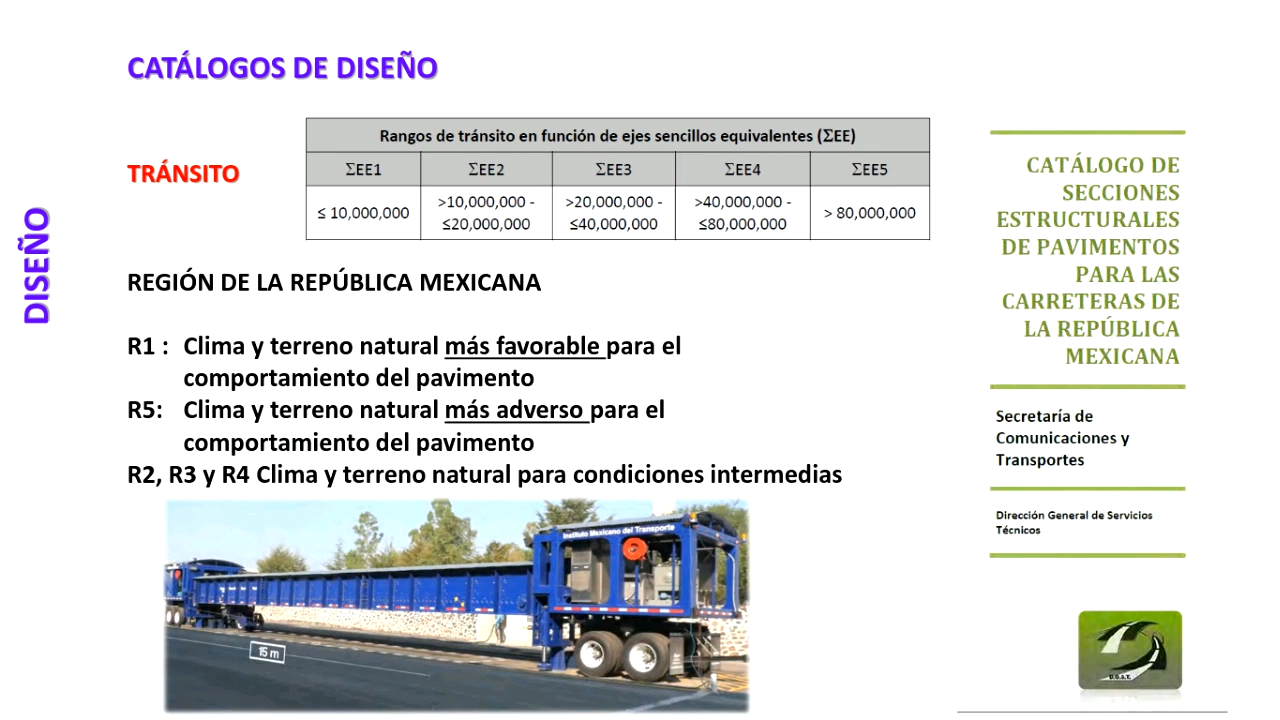 CATÁLOGOS DE DISEÑO
DISEÑO
TRÁNSITO
Rangos de tránsito en función de ejes sencillos equivalentes (ΣEE)
ΣEE1 ΣEE2 ΣEE3 ΣEE4 ΣEE5
≤ 10,000,000 >10,000,000 - ≤20,000,000 >20,000,000 - ≤40,000,000 >40,000,000 - ≤80,000,000 > 80,000,000
REGIÓN DE LA REPÚBLICA MEXICANA
R1 : Clima y terreno natural más favorable para el
comportamiento del pavimento
R5: Clima y terreno natural más adverso para el
comportamiento del pavimento
R2, R3 y R4 Clima y terreno natural para condiciones intermedias
Instituto Mexicano del Transporte
15 m
CATÁLOGO DE
SECCIONES
ESTRUCTURALES
DE PAVIMENTOS
PARA LAS
CARRETERAS DE
LA REPÚBLICA
MEXICANA
Secretaría de
Comunicaciones y
Transportes
Dirección General de Servicios
Técnicos
D.G.S.T.